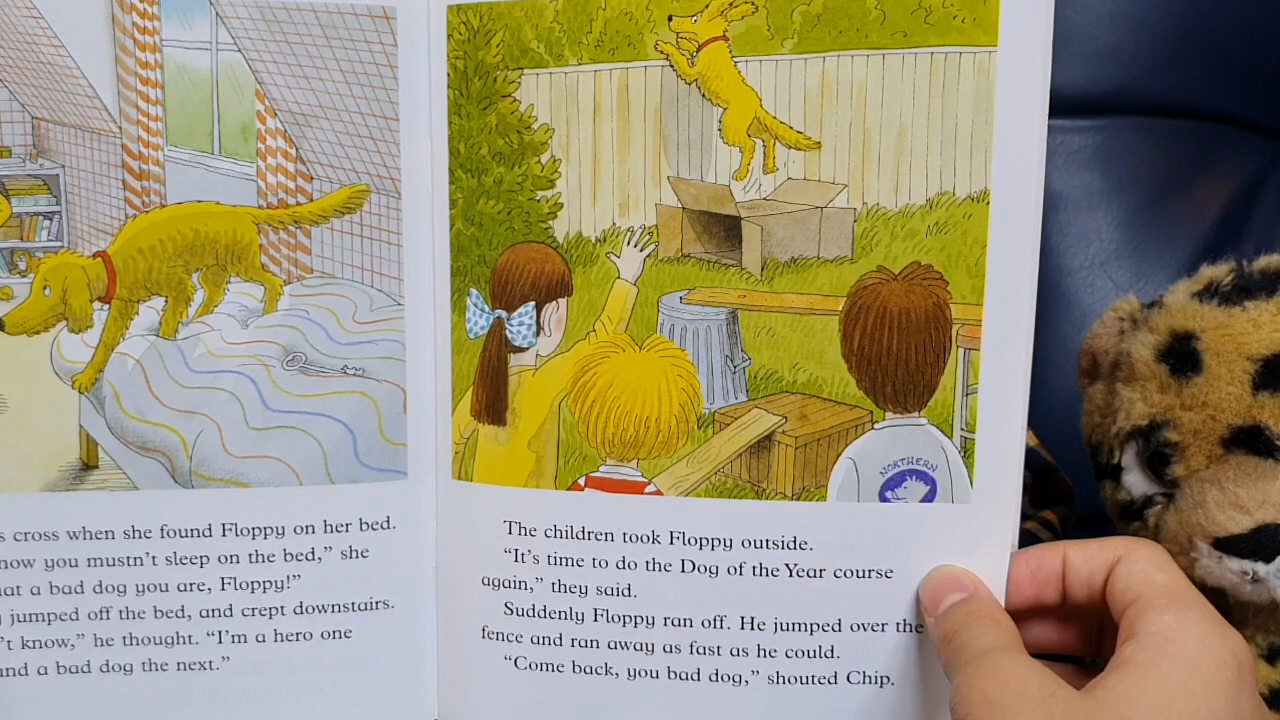 s cross when she found Floppy on her bed.
now you mustn't sleep on the bed," she
at a bad dog you are, Floppy!"
jumped off the bed, and crept downstairs.
't know," he thought. "I'm a hero one
nd a bad dog the next."
NORTHERN
The children took Floppy outside.
"It's time to do the Dog of the Year course
again," they said.
Suddenly Floppy ran off. He jumped over the
fence and ran away as fast as he could.
"Come back, you bad dog," shouted Chip.